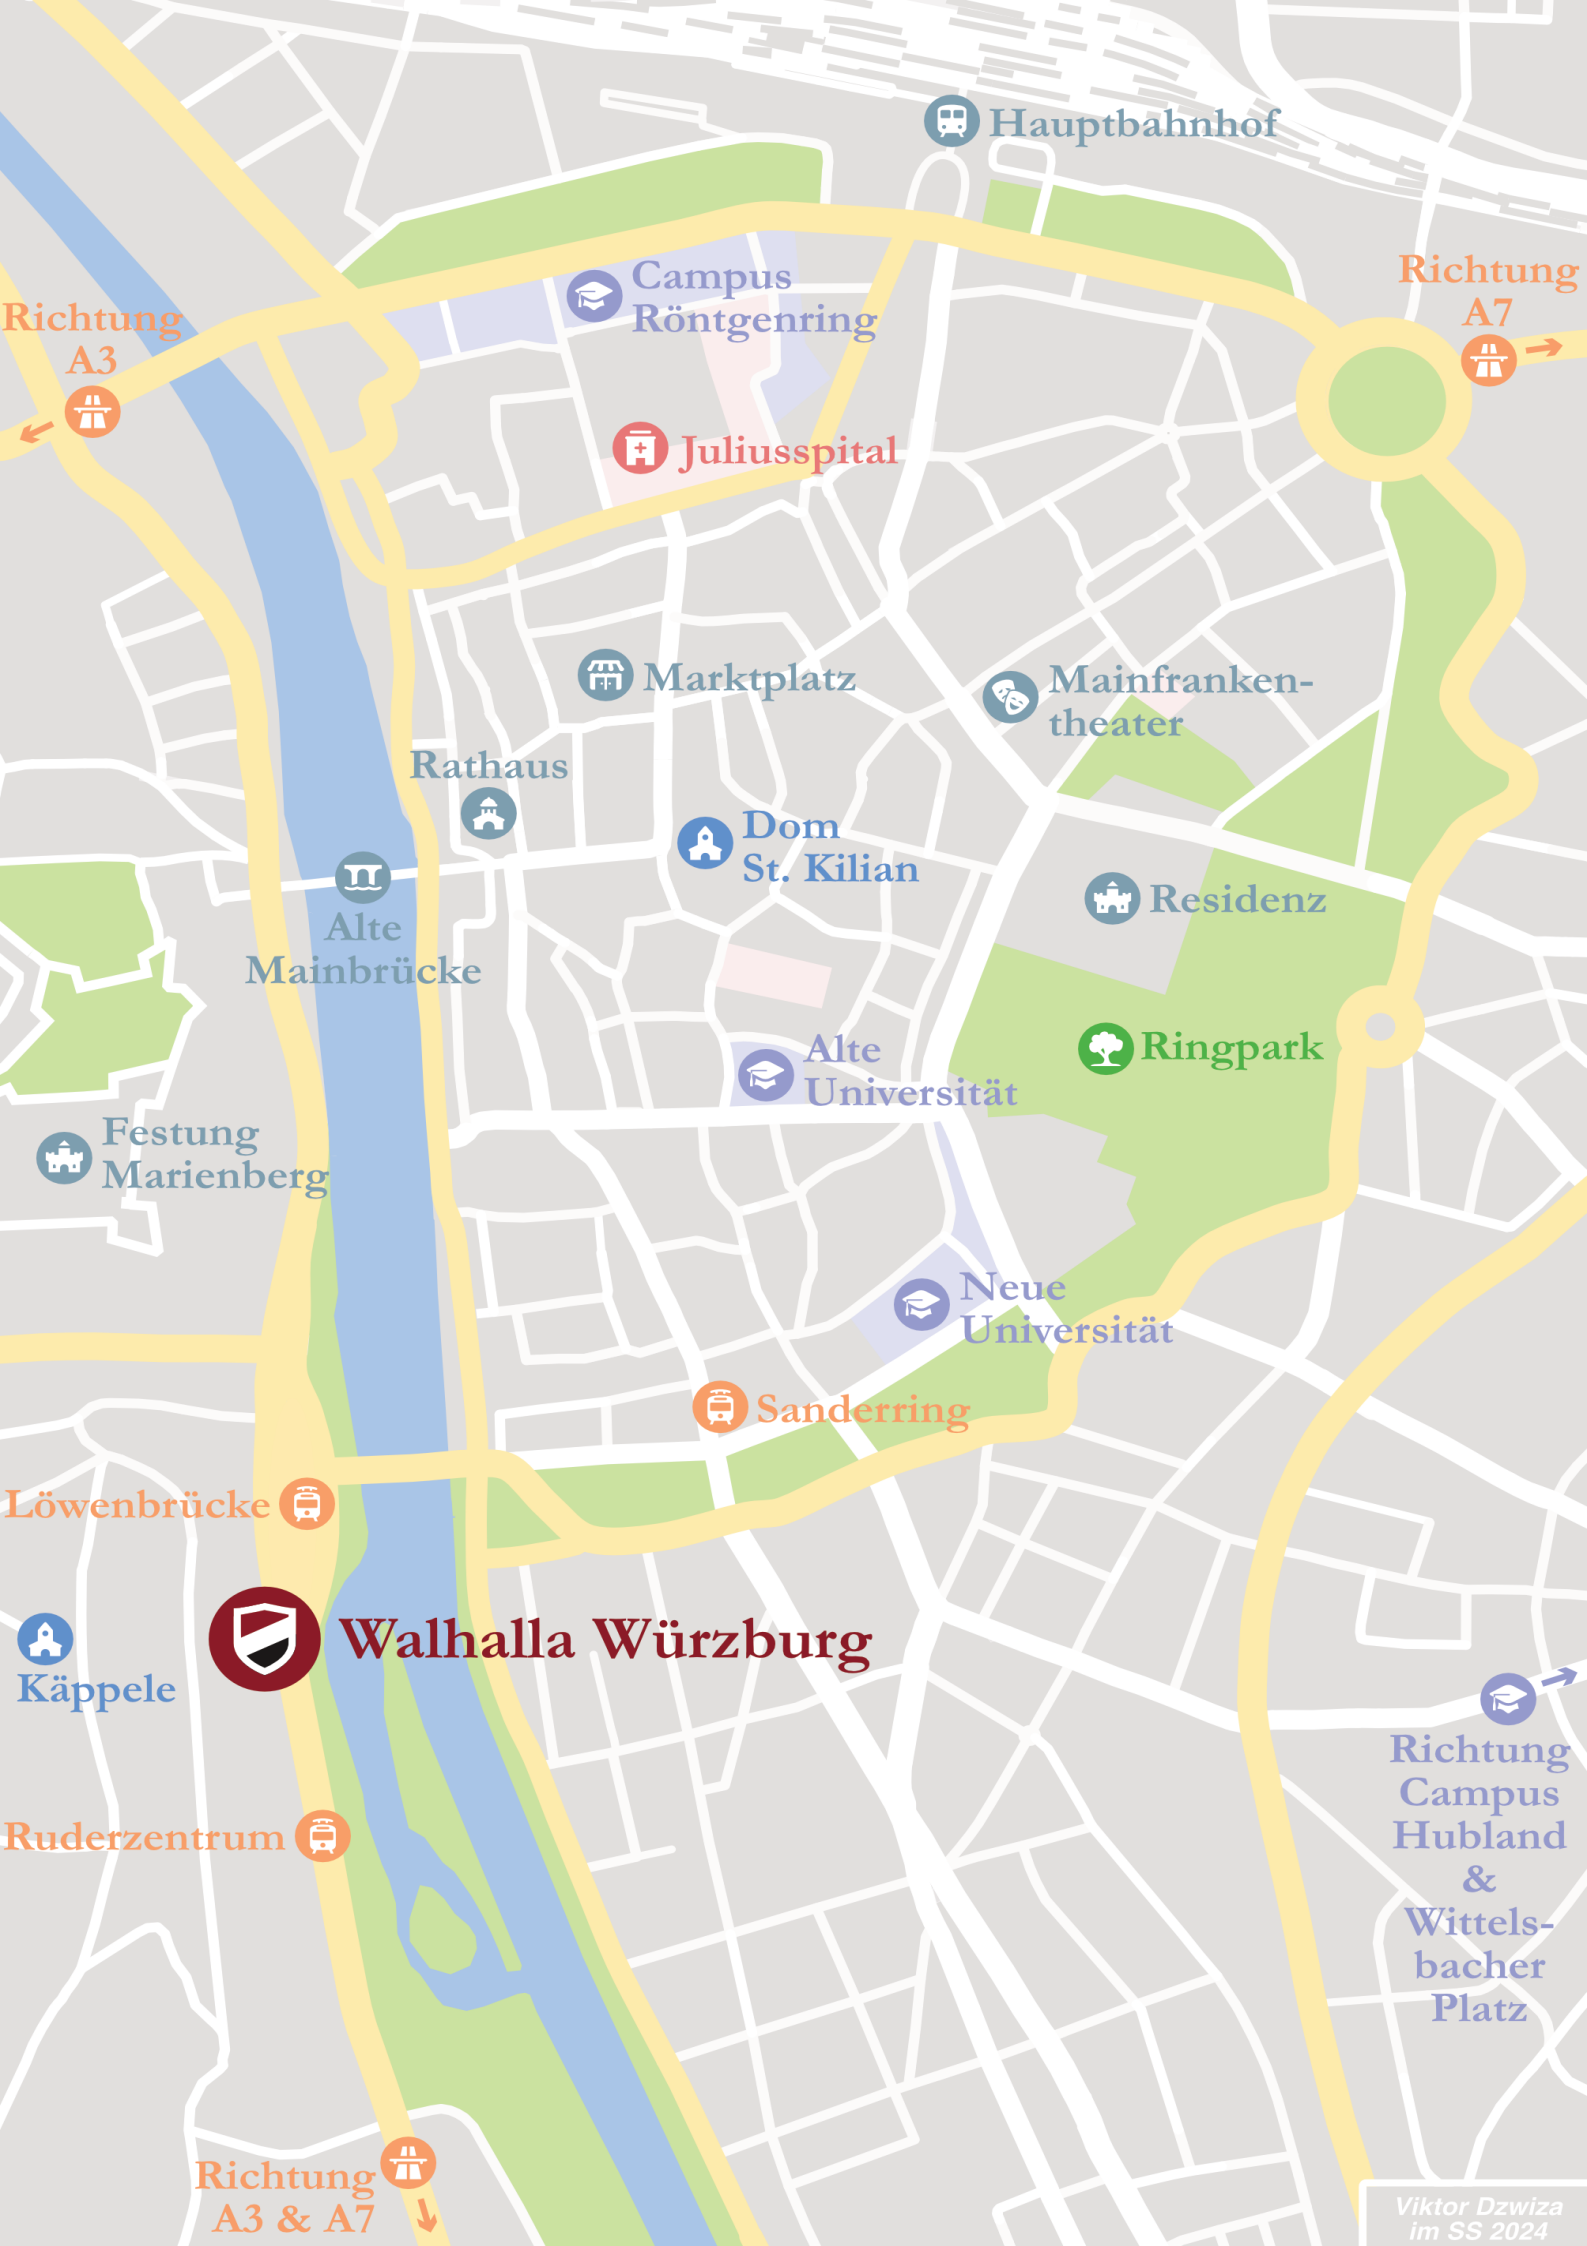 Hauptbahnhof
Richtung
A7
Campus
Röntgenring
Richtung
A3
Juliusspital
Marktplatz
Mainfranken-
theater
Rathaus
Dom
St. Kilian
Residenz
Alte
Mainbrücke
Ringpark
Alte
Universität
Festung
Marienberg
Neue
Universität
Sanderring
Löwenbrücke
Walhalla Würzburg
Käppele
Richtung
Campus
Hubland
&
Wittels-
bacher
Platz
Ruderzentrum
Richtung
A3 & A7
Viktor Dzwiza
im SS 2024